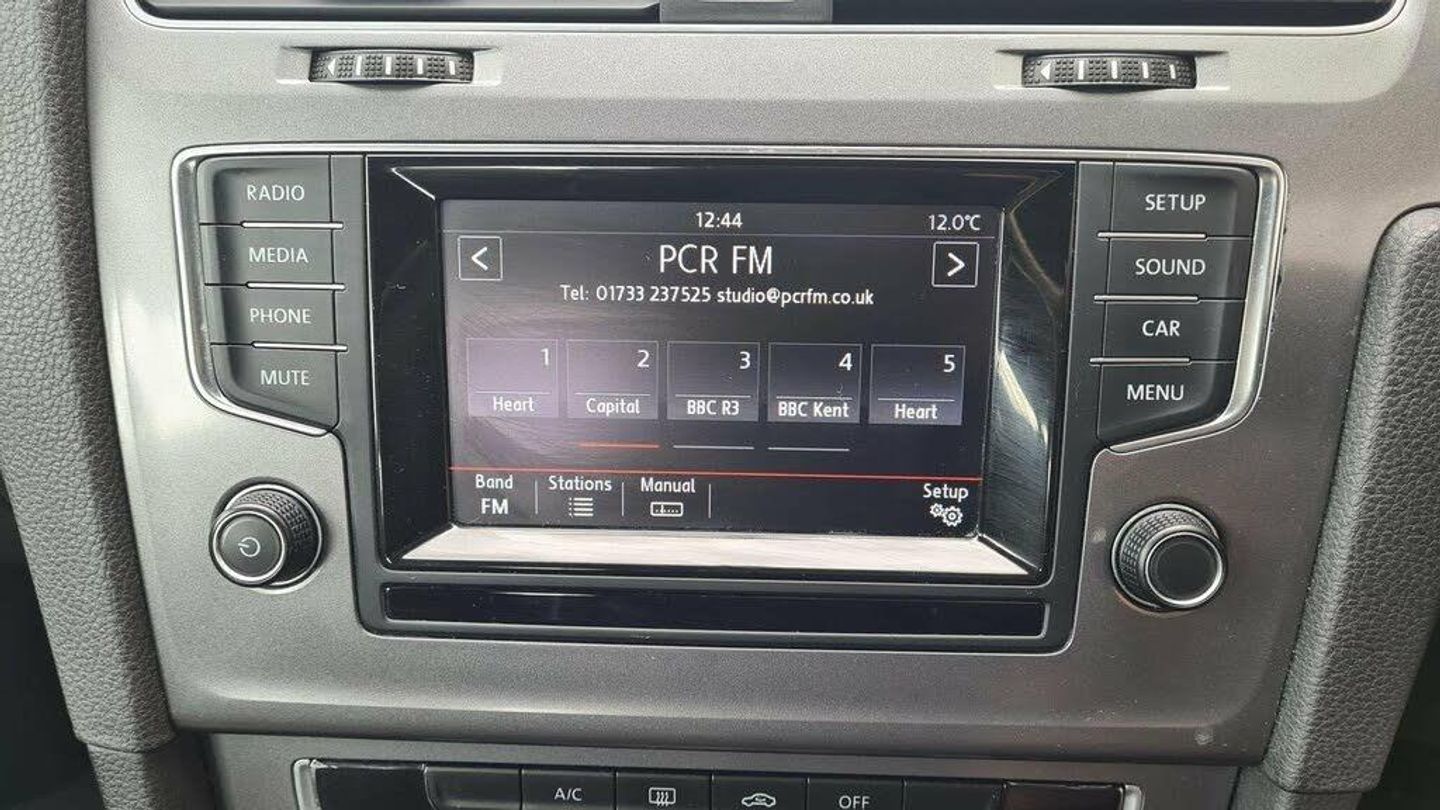 RADIO
MEDIA
PHONE
MUTE
12:44 12.0°C
< PCR FM >
Tel: 01733 237525 studio@pcrfm.co.uk
1 2 3 4 5
Heart Capital BBC R3 BBC Kent Heart
Band Stations Manual Setup
FM
SETUP
SOUND
CAR
MENU
A/C OFF